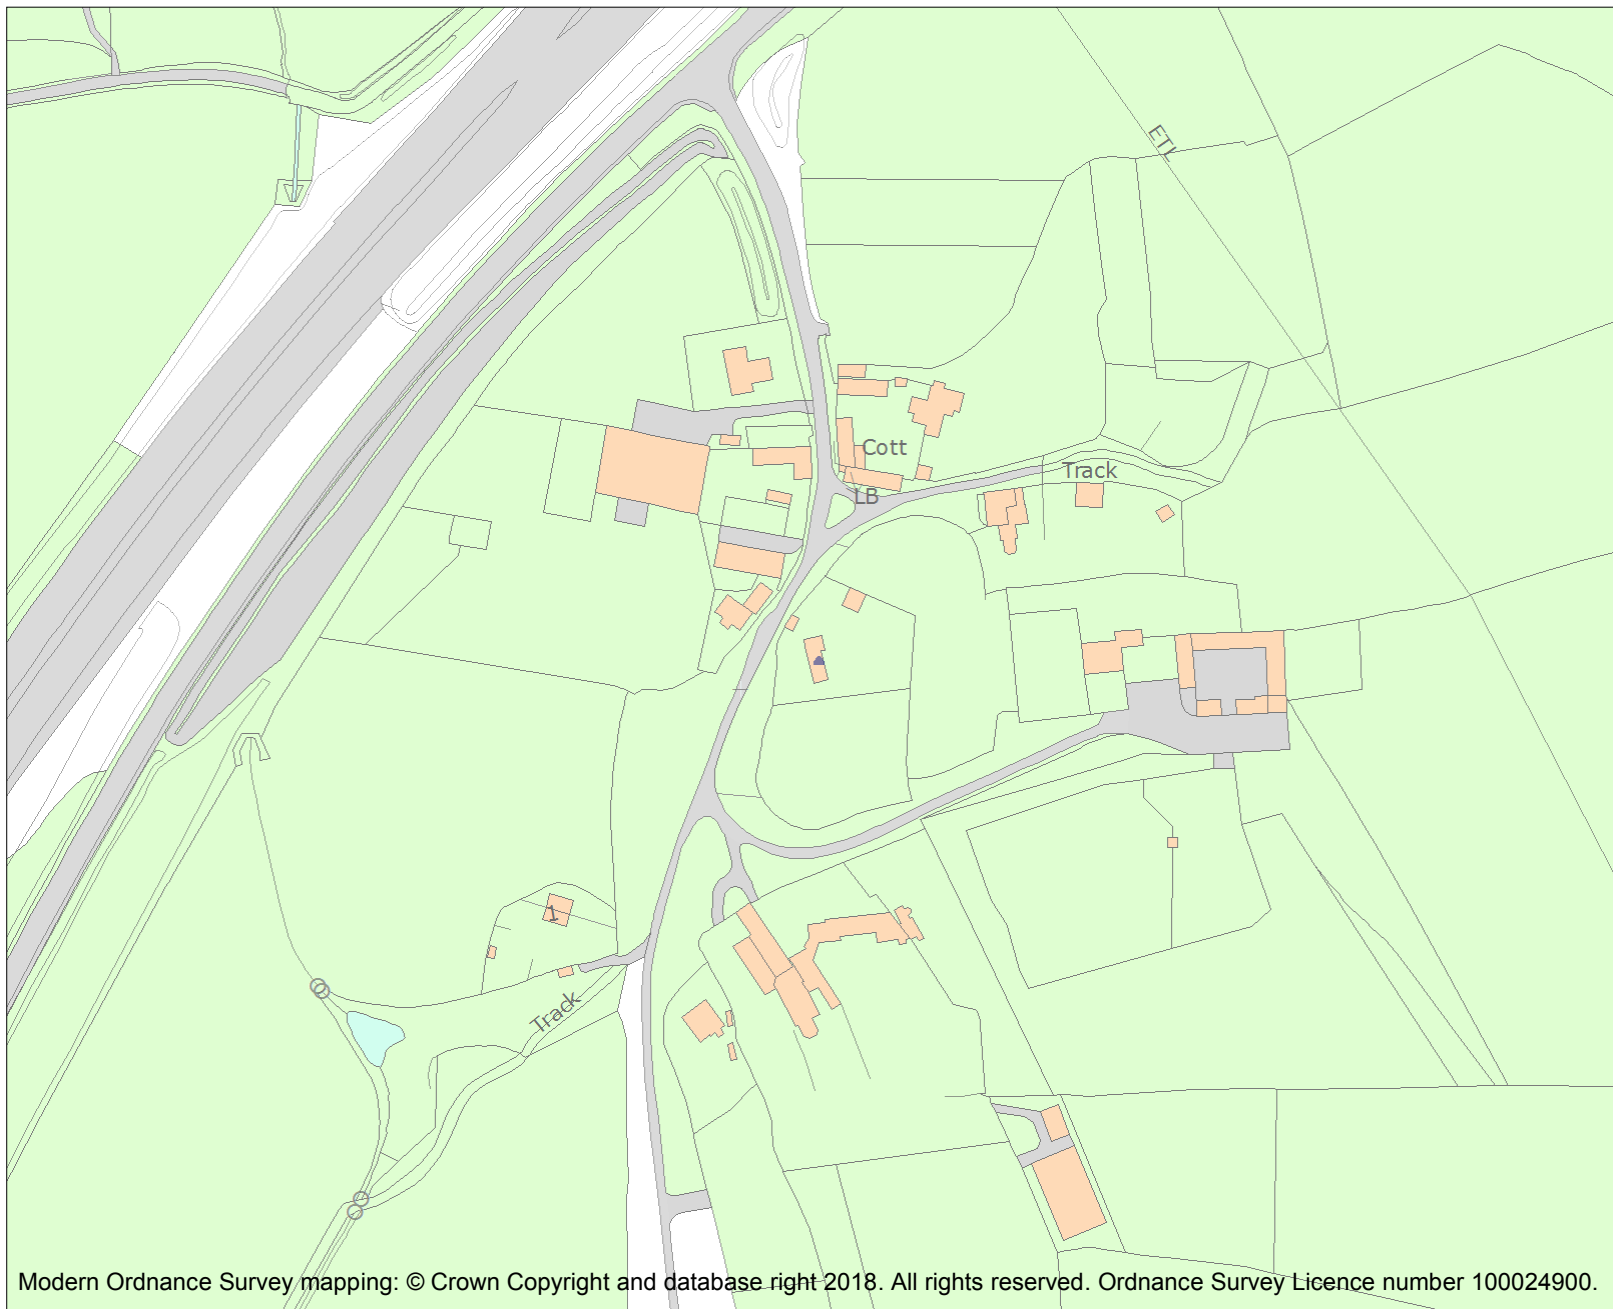 ETL
Cott
Track
LB
1
Track
Modern Ordnance Survey mapping: © Crown Copyright and database right 2018. All rights reserved. Ordnance Survey Licence number 100024900.